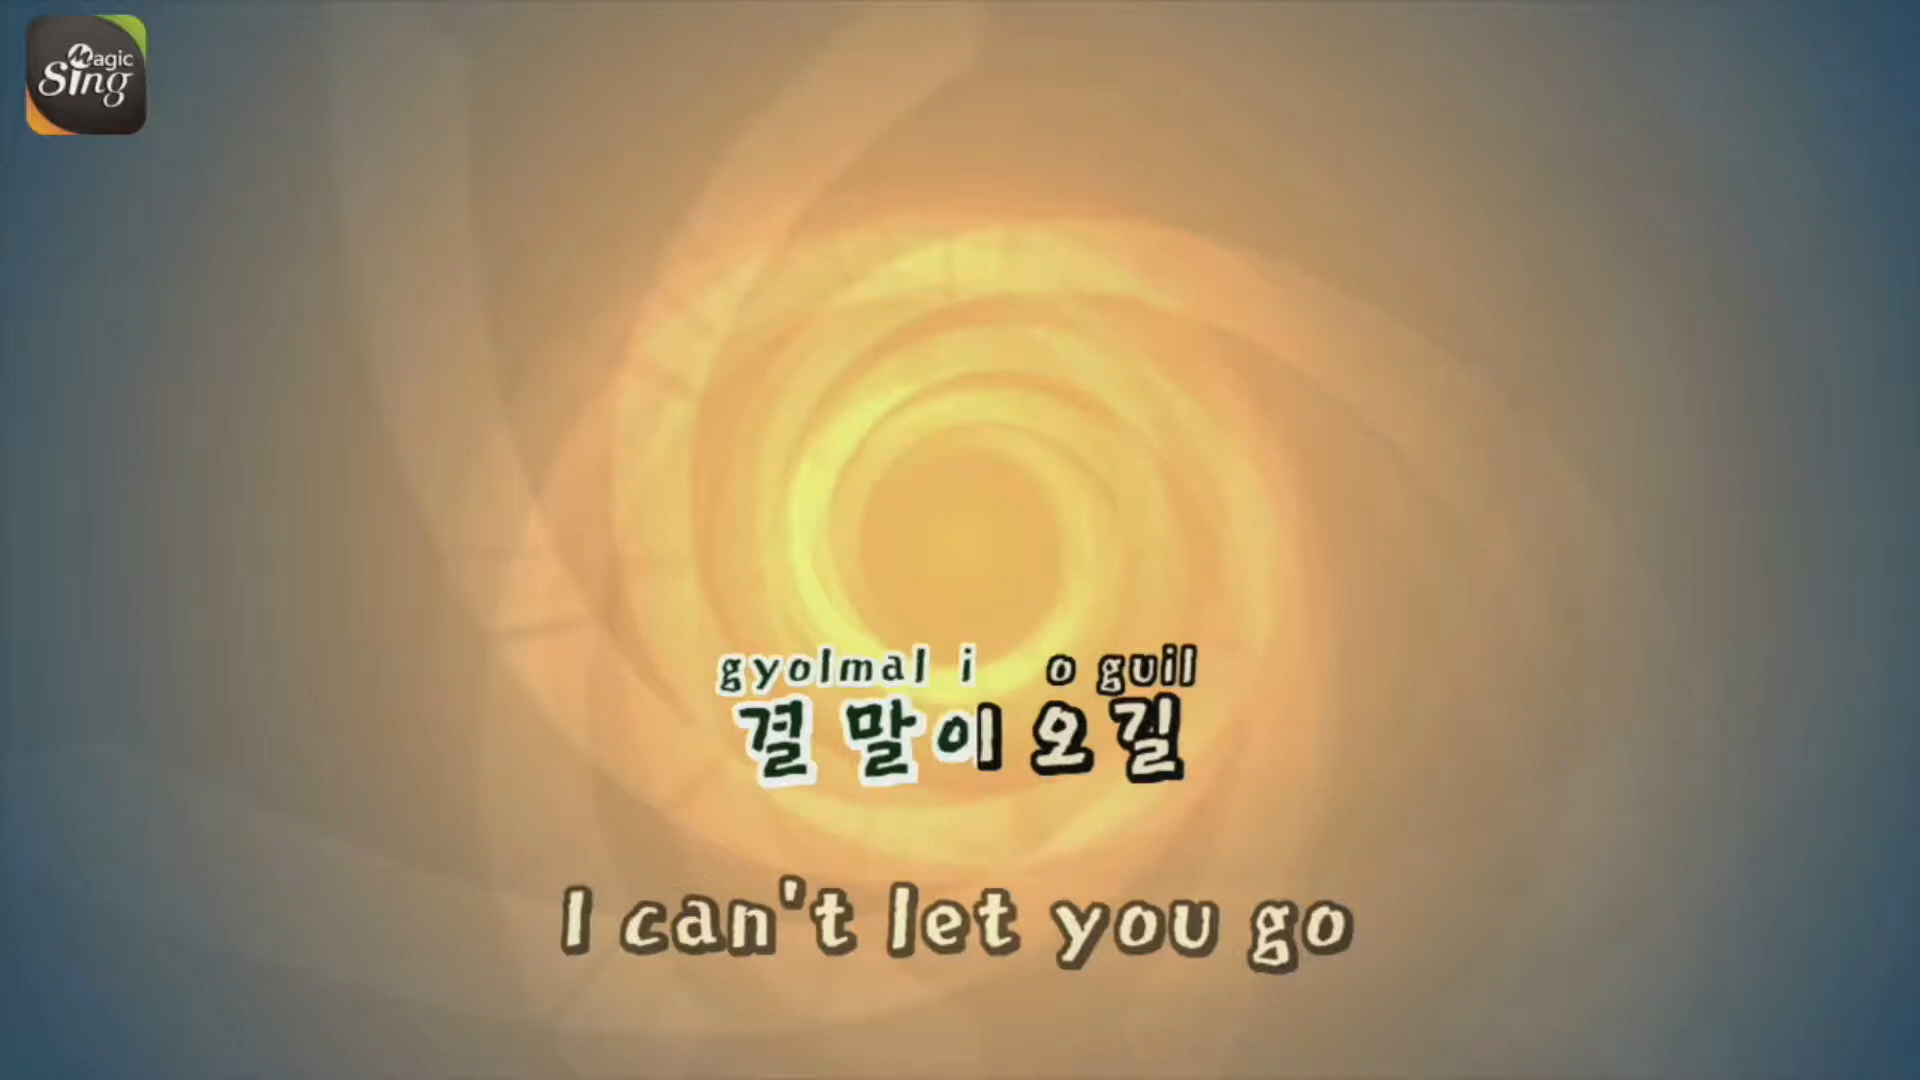 Magic
Sing
gyolmal i o guil
결말이 오길
I can't let you go